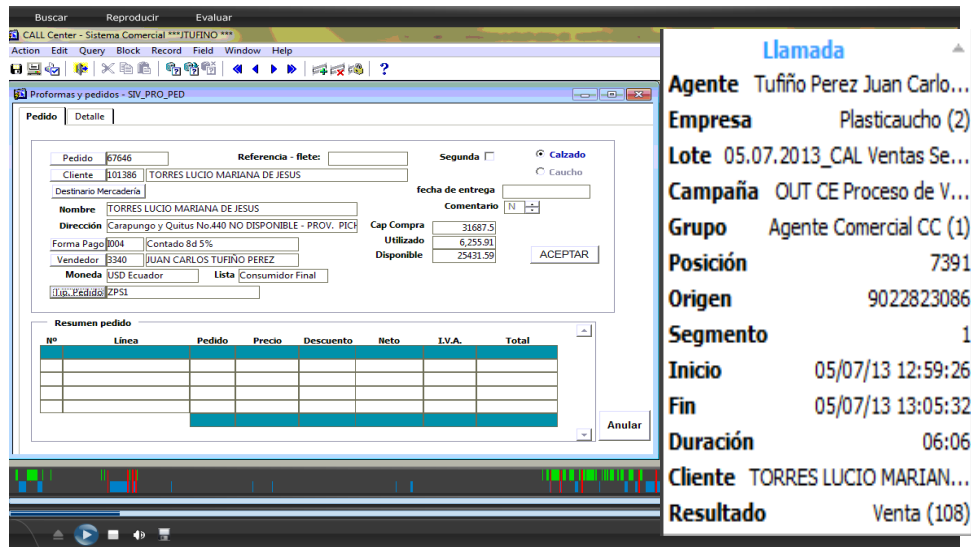 Buscar Reproducir Evaluar
CALL Center - Sistema Comercial ***JTUFINO ***
Action Edit Query Block Record Field Window Help
Proformas y pedidos - SIV_PRO_PED
Pedido Detalle
Pedido 67646 Referencia - flete: Segunda Calzado
Cliente 101386 TORRES LUCIO MARIANA DE JESUS Caucho
Destinario Mercadería fecha de entrega
Nombre TORRES LUCIO MARIANA DE JESUS Comentario N
Dirección Carapungo y Quitus No.440 NO DISPONIBLE - PROV. PICH Cap Compra 31687.5
Forma Pago I004 Contado 8d 5% Utilizado 6,255.91
Vendedor 3340 JUAN CARLOS TUFIÑO PEREZ Disponible 25431.59 ACEPTAR
Moneda USD Ecuador Lista Consumidor Final
Tip. Pedido ZPS1
Resumen pedido
Nº Línea Pedido Precio Descuento Neto I.V.A. Total
Anular
Llamada
Agente Tufiño Perez Juan Carlo...
Empresa Plasticaucho (2)
Lote 05.07.2013_CAL Ventas Se...
Campaña OUT CE Proceso de V...
Grupo Agente Comercial CC (1)
Posición 7391
Origen 9022823086
Segmento 1
Inicio 05/07/13 12:59:26
Fin 05/07/13 13:05:32
Duración 06:06
Cliente TORRES LUCIO MARIAN...
Resultado Venta (108)